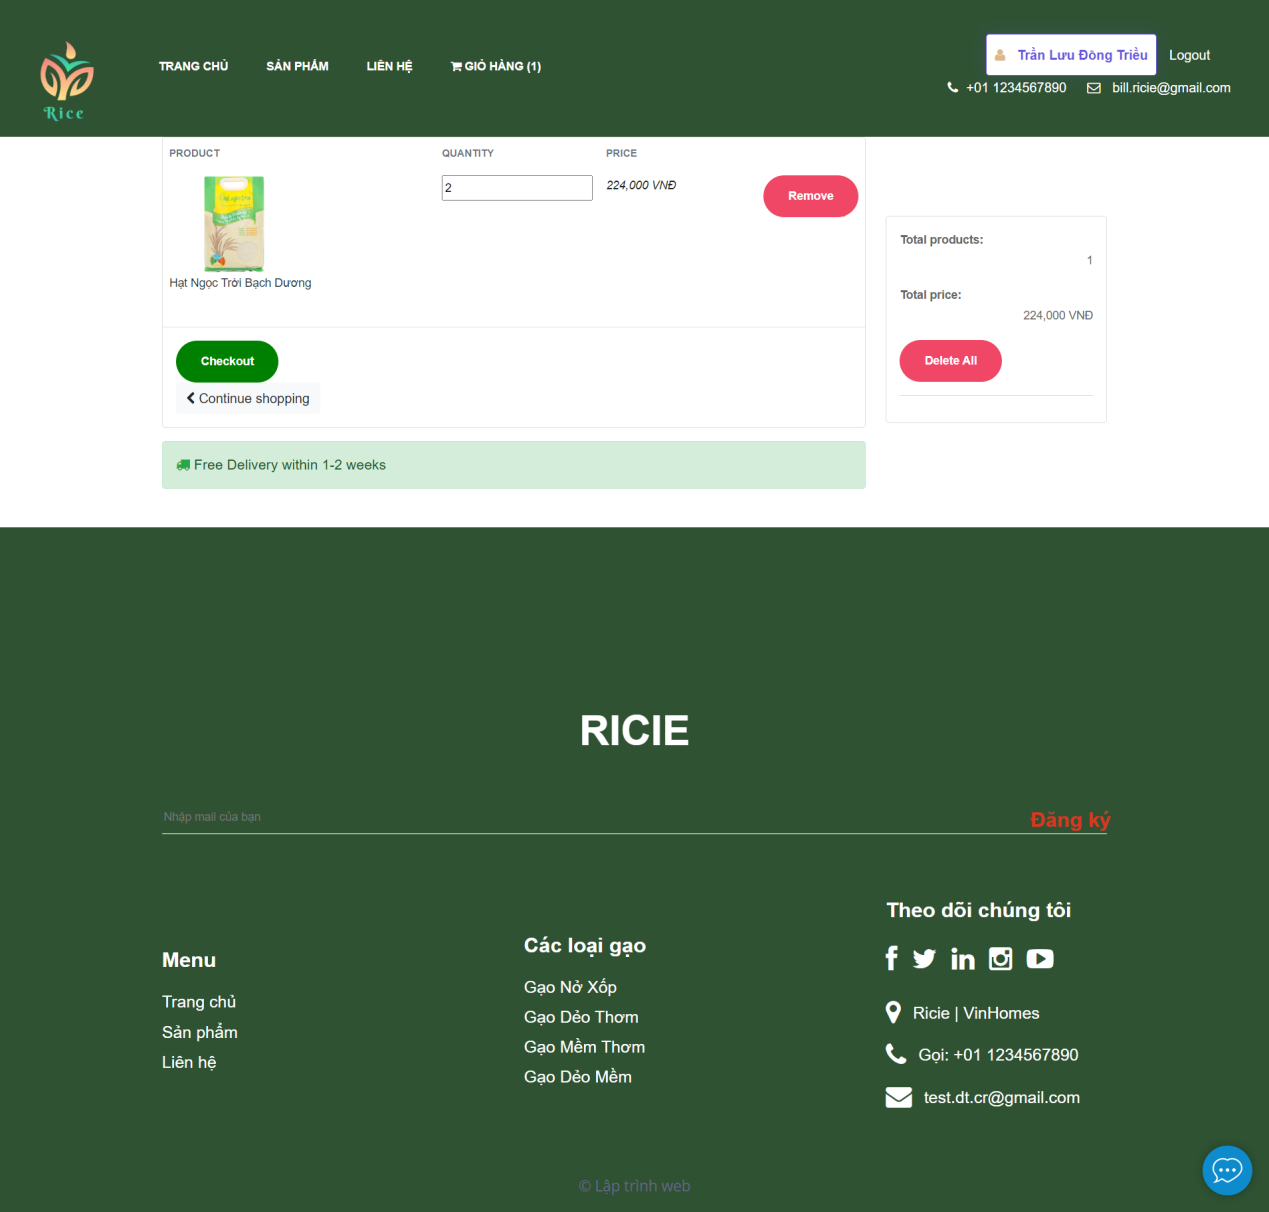 Rice
TRANG CHỦ
SẢN PHẨM
LIÊN HỆ
GIỎ HÀNG (1)
Trần Lưu Đông Triều
Logout
+01 1234567890
bill.ricie@gmail.com
PRODUCT
QUANTITY
PRICE
2
224,000 VNĐ
Remove
Hạt Ngọc Trời Bạch Dương
Checkout
Continue shopping
Total products:
1
Total price:
224,000 VNĐ
Delete All
Free Delivery within 1-2 weeks
RICIE
Nhập mail của bạn
Đăng ký
Menu
Trang chủ
Sản phẩm
Liên hệ
Các loại gạo
Gạo Nở Xốp
Gạo Dẻo Thơm
Gạo Mềm Thơm
Gạo Dẻo Mềm
Theo dõi chúng tôi
Ricie | VinHomes
Gọi: +01 1234567890
test.dt.cr@gmail.com
© Lập trình web